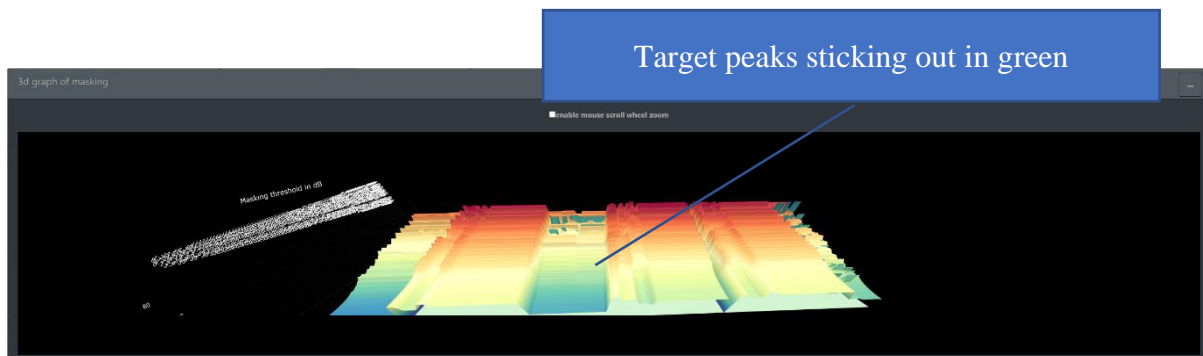 Target peaks sticking out in green
3d graph of masking
enable mouse scroll wheel zoom
Masking threshold in dB
80